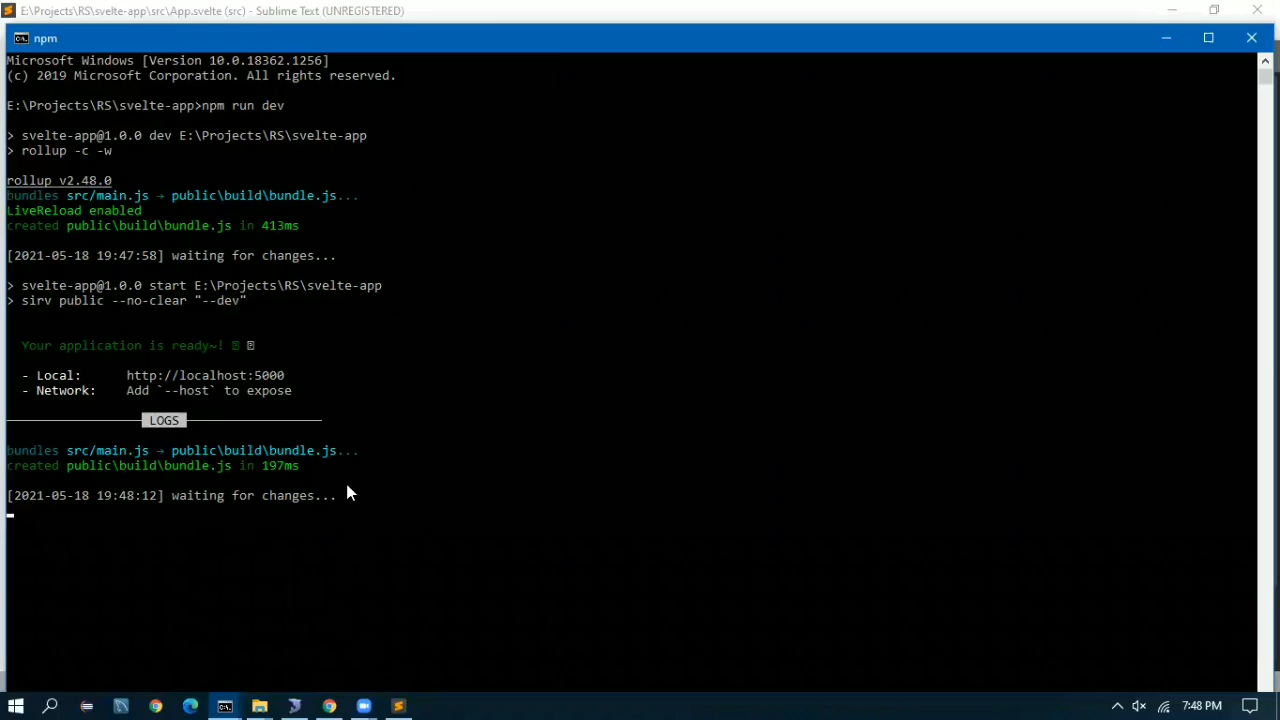 E:\Projects\RS\svelte-app\src\App.svelte (src) - Sublime Text (UNREGISTERED)
npm
Microsoft Windows [Version 10.0.18362.1256]
(c) 2019 Microsoft Corporation. All rights reserved.
E:\Projects\RS\svelte-app>npm run dev
> svelte-app@1.0.0 dev E:\Projects\RS\svelte-app
> rollup -c -w
rollup v2.48.0
bundles src/main.js → public\build\bundle.js...
LiveReload enabled
created public\build\bundle.js in 413ms
[2021-05-18 19:47:58] waiting for changes...
> svelte-app@1.0.0 start E:\Projects\RS\svelte-app
> sirv public --no-clear "--dev"
Your application is ready~!
- Local: http://localhost:5000
- Network: Add `--host` to expose
LOGS
bundles src/main.js → public\build\bundle.js...
created public\build\bundle.js in 197ms
[2021-05-18 19:48:12] waiting for changes...
7:48 PM